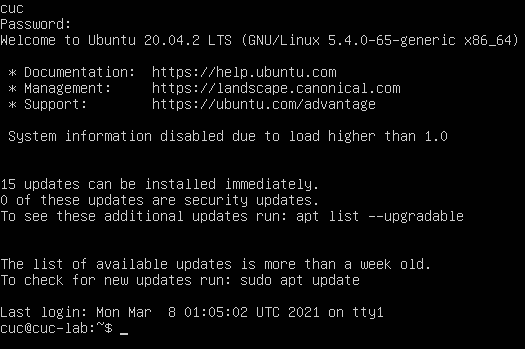 cuc
Password:
Welcome to Ubuntu 20.04.2 LTS (GNU/Linux 5.4.0-65-generic x86_64)
* Documentation:  https://help.ubuntu.com
* Management:     https://landscape.canonical.com
* Support:        https://ubuntu.com/advantage
System information disabled due to load higher than 1.0
15 updates can be installed immediately.
0 of these updates are security updates.
To see these additional updates run: apt list --upgradable
The list of available updates is more than a week old.
To check for new updates run: sudo apt update
Last login: Mon Mar  8 01:05:02 UTC 2021 on tty1
cuc@cuc-lab:~$ _